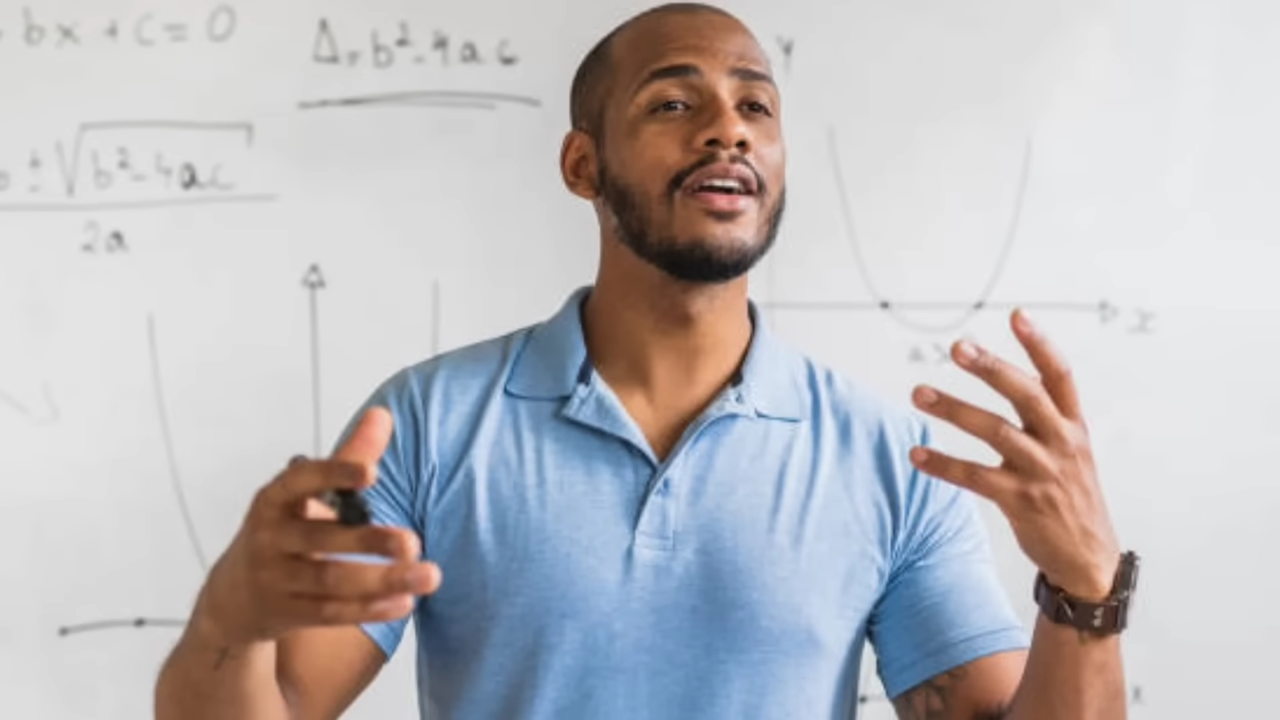 bx + c = 0
Δ = b² - 4ac
± √b² - 4ac
2a
y
x